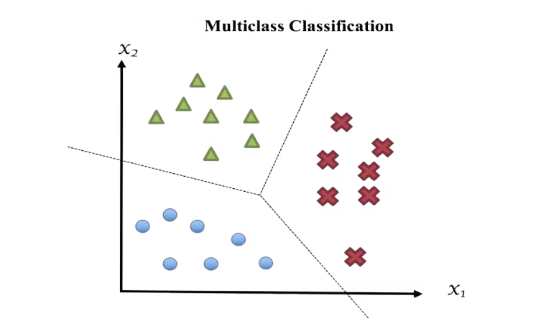 Multiclass Classification
x₂
x₁